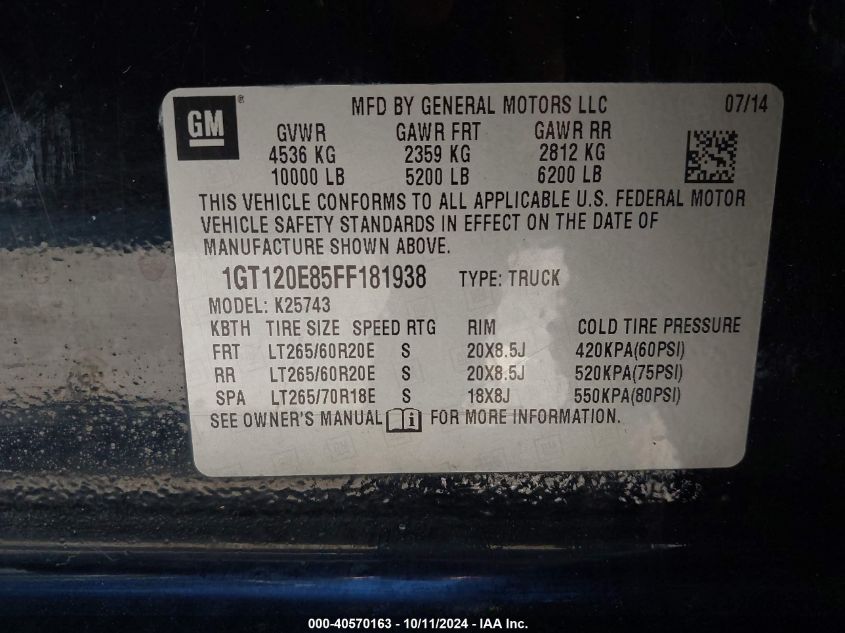 GM ® MFD BY GENERAL MOTORS LLC 07/14
GVWR GAWR FRT GAWR RR
4536 KG 2359 KG 2812 KG
10000 LB 5200 LB 6200 LB
THIS VEHICLE CONFORMS TO ALL APPLICABLE U.S. FEDERAL MOTOR
VEHICLE SAFETY STANDARDS IN EFFECT ON THE DATE OF
MANUFACTURE SHOWN ABOVE.
1GT120E85FF181938 TYPE: TRUCK
MODEL: K25743
KBTH TIRE SIZE SPEED RTG RIM COLD TIRE PRESSURE
FRT LT265/60R20E S 20X8.5J 420KPA(60PSI)
RR LT265/60R20E S 20X8.5J 520KPA(75PSI)
SPA LT265/70R18E S 18X8J 550KPA(80PSI)
SEE OWNER'S MANUAL i FOR MORE INFORMATION.
000-40570163 - 10/11/2024 - IAA Inc.